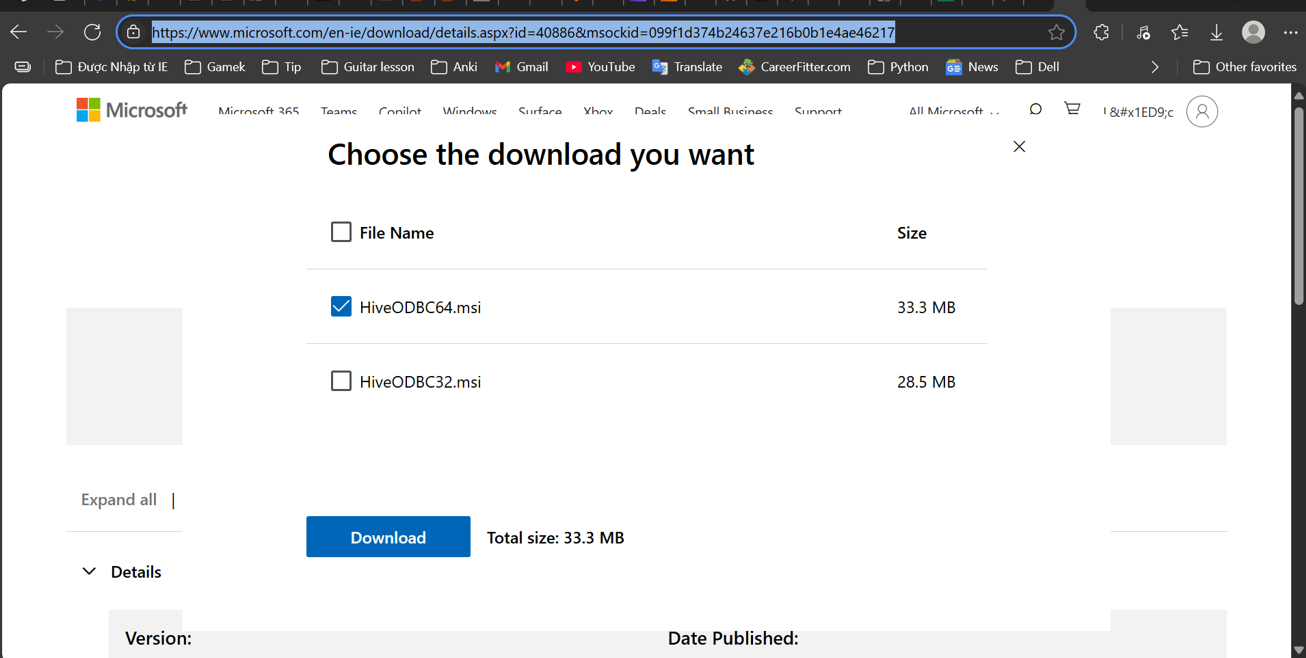 https://www.microsoft.com/en-ie/download/details.aspx?id=40886&msockid=099f1d374b24637e216b0b1e4ae46217
Được Nhập từ IE Gamek Tip Guitar lesson Anki Gmail YouTube Translate CareerFitter.com Python News Dell Other favorites
Microsoft Microsoft 365 Teams Copilot Windows Surface Xbox Deals Small Business Support All Microsoft L&#x1ED9;c
Choose the download you want
File Name Size
HiveODBC64.msi 33.3 MB
HiveODBC32.msi 28.5 MB
Expand all |
Download Total size: 33.3 MB
Details
Version: Date Published: